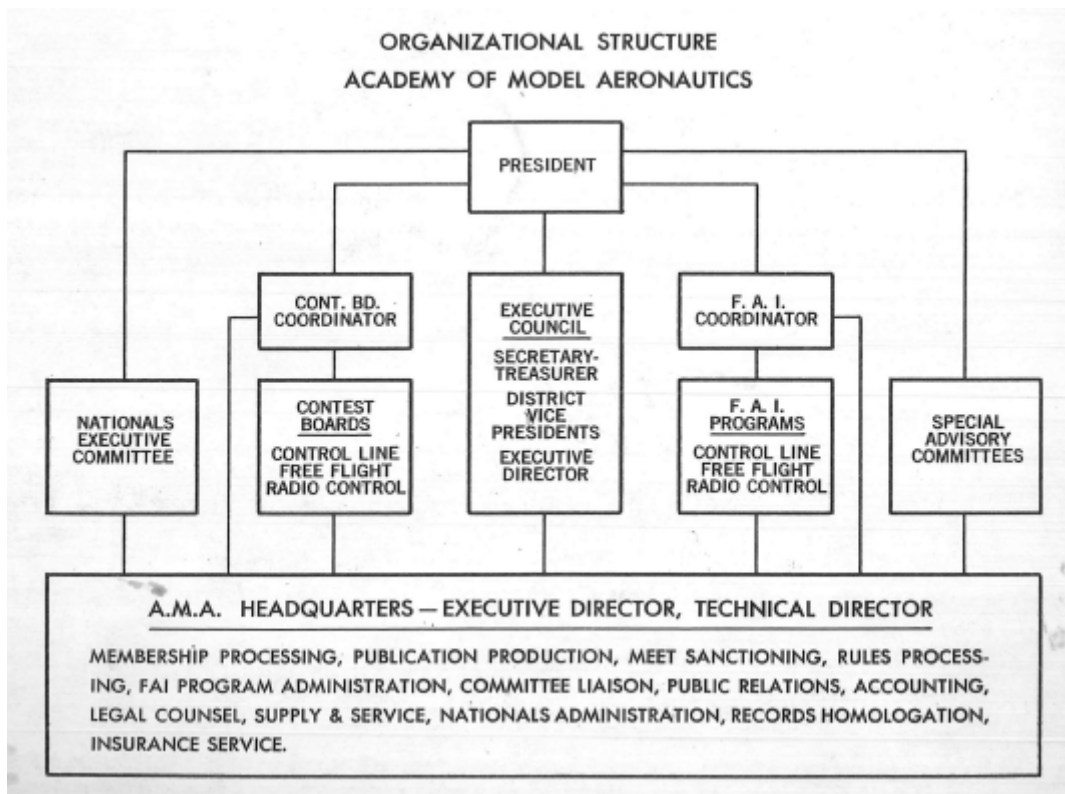 ORGANIZATIONAL STRUCTURE
ACADEMY OF MODEL AERONAUTICS
PRESIDENT
CONT. BD.
COORDINATOR
EXECUTIVE
COUNCIL
SECRETARY-
TREASURER
DISTRICT
VICE
PRESIDENTS
EXECUTIVE
DIRECTOR
F. A. I.
COORDINATOR
NATIONALS
EXECUTIVE
COMMITTEE
CONTEST
BOARDS
CONTROL LINE
FREE FLIGHT
RADIO CONTROL
F. A. I.
PROGRAMS
CONTROL LINE
FREE FLIGHT
RADIO CONTROL
SPECIAL
ADVISORY
COMMITTEES
A.M.A. HEADQUARTERS — EXECUTIVE DIRECTOR, TECHNICAL DIRECTOR
MEMBERSHIP PROCESSING, PUBLICATION PRODUCTION, MEET SANCTIONING, RULES PROCESS-
ING, FAI PROGRAM ADMINISTRATION, COMMITTEE LIAISON, PUBLIC RELATIONS, ACCOUNTING,
LEGAL COUNSEL, SUPPLY & SERVICE, NATIONALS ADMINISTRATION, RECORDS HOMOLOGATION,
INSURANCE SERVICE.